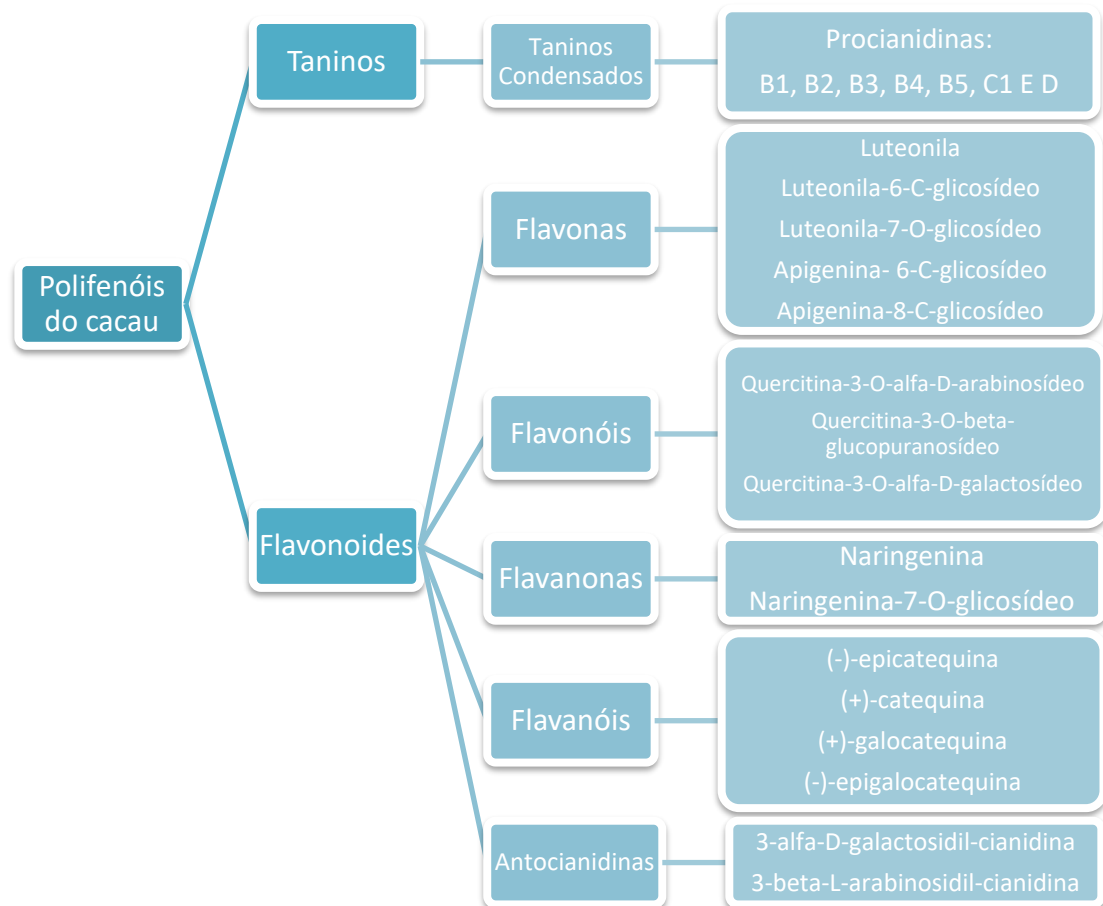 Polifenóis
do cacau
Taninos
Taninos
Condensados
Procianidinas:
B1, B2, B3, B4, B5, C1 E D
Flavonoides
Flavonas
Luteonila
Luteonila-6-C-glicosídeo
Luteonila-7-O-glicosídeo
Apigenina- 6-C-glicosídeo
Apigenina-8-C-glicosídeo
Flavonóis
Quercitina-3-O-alfa-D-arabinosídeo
Quercitina-3-O-beta-
glucopuranosídeo
Quercitina-3-O-alfa-D-galactosídeo
Flavanonas
Naringenina
Naringenina-7-O-glicosídeo
Flavanóis
(-)-epicatequina
(+)-catequina
(+)-galocatequina
(-)-epigalocatequina
Antocianidinas
3-alfa-D-galactosidil-cianidina
3-beta-L-arabinosidil-cianidina